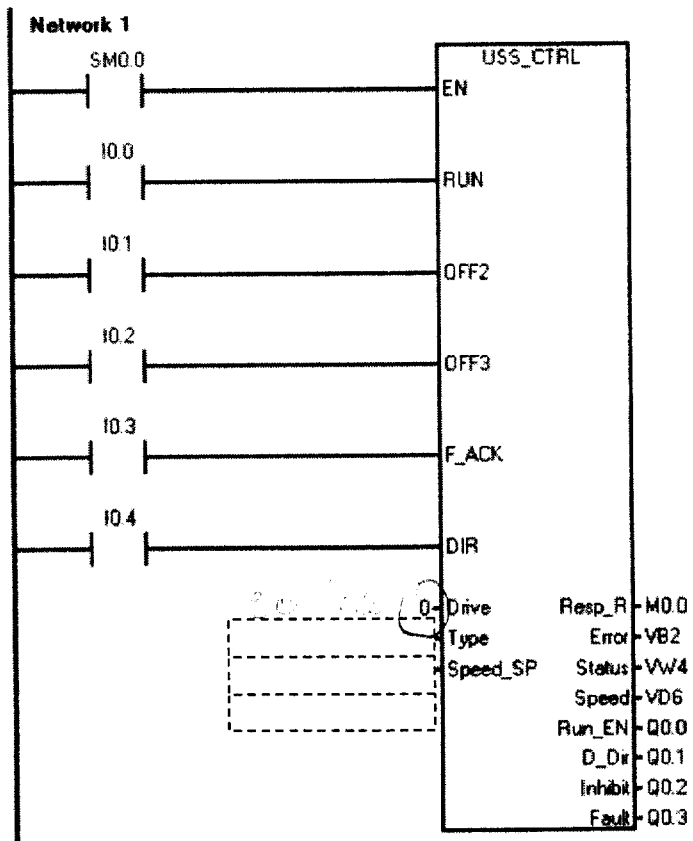 Network 1
SM0.0
USS_CTRL
EN
I0.0
RUN
I0.1
OFF2
I0.2
OFF3
I0.3
F_ACK
I0.4
DIR
0 Drive Resp_R M0.0
Type Error VB2
Speed_SP Status VW4
Speed VD6
Run_EN Q0.0
D_Dir Q0.1
Inhibit Q0.2
Fault Q0.3